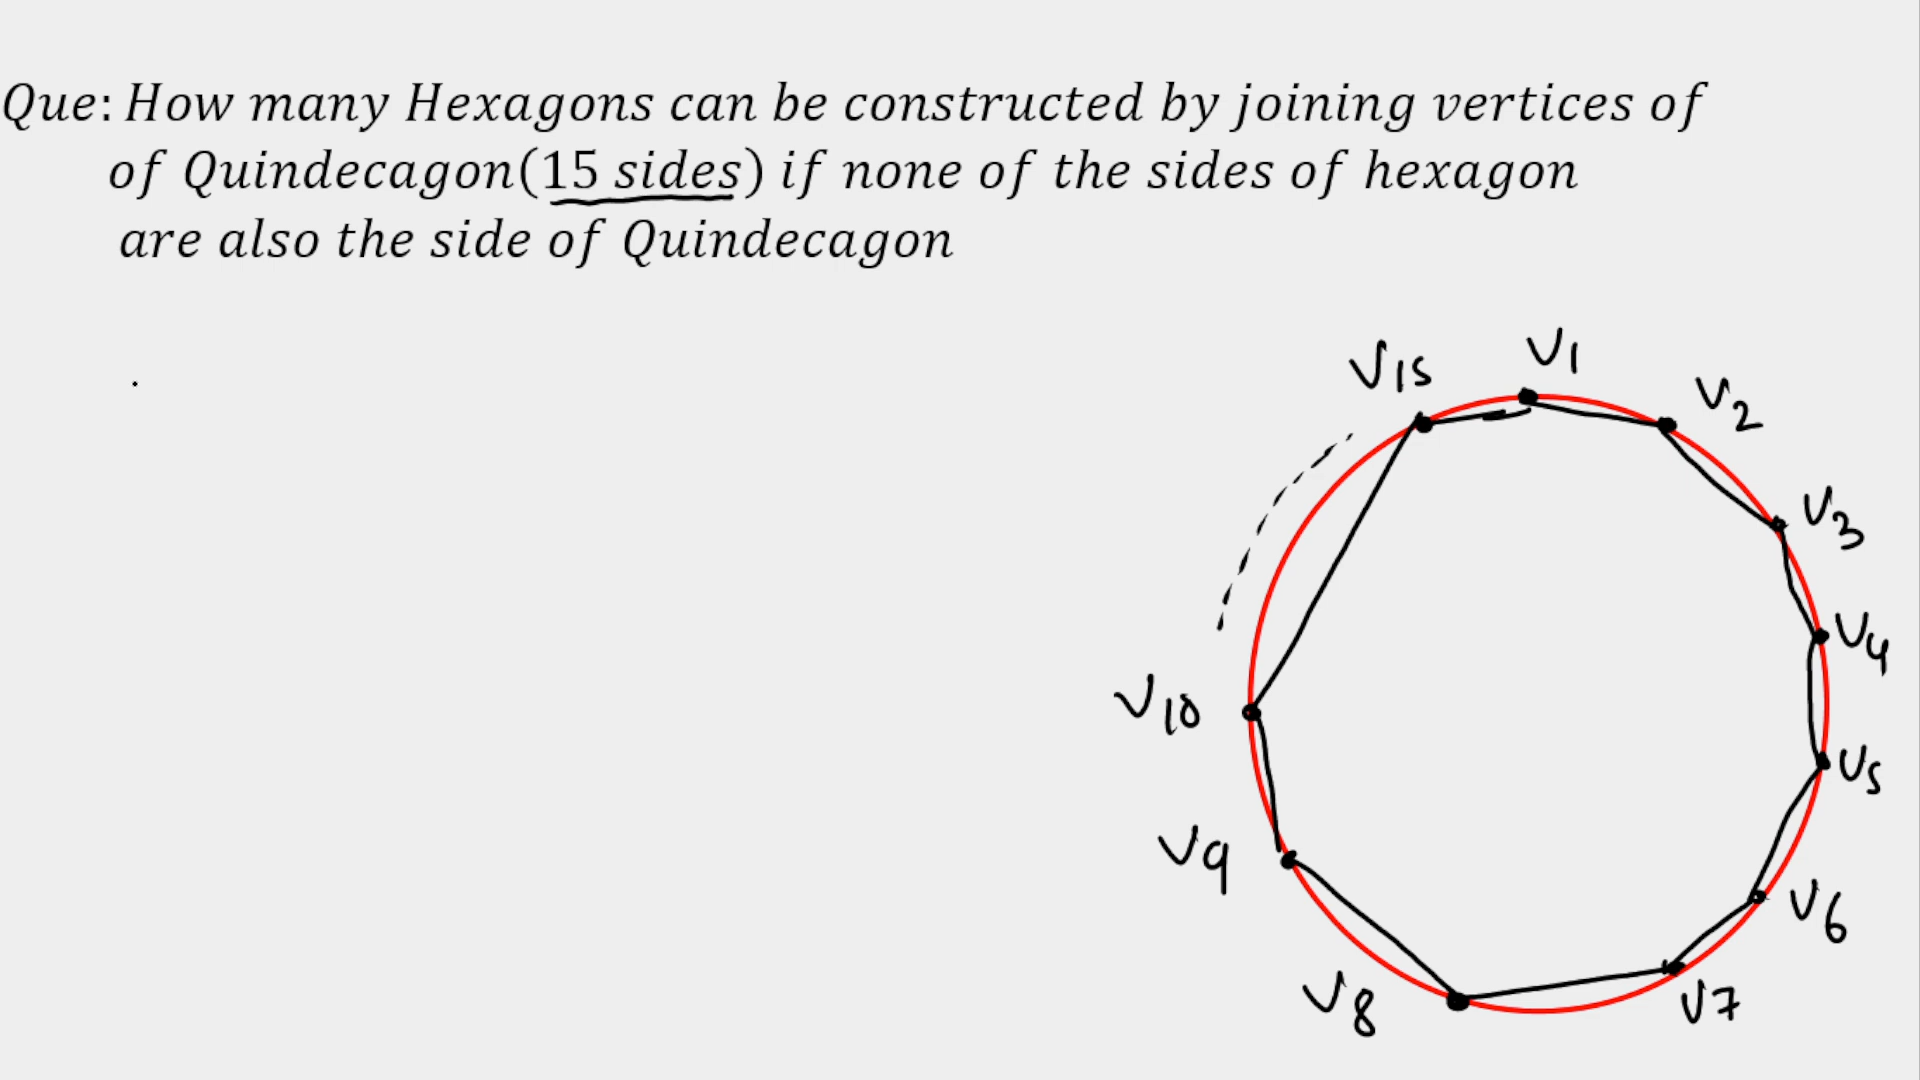 Que: How many Hexagons can be constructed by joining vertices of
of Quindecagon(15 sides) if none of the sides of hexagon
are also the side of Quindecagon
V15
V1
V2
V3
V4
V5
V6
V7
V8
V9
V10